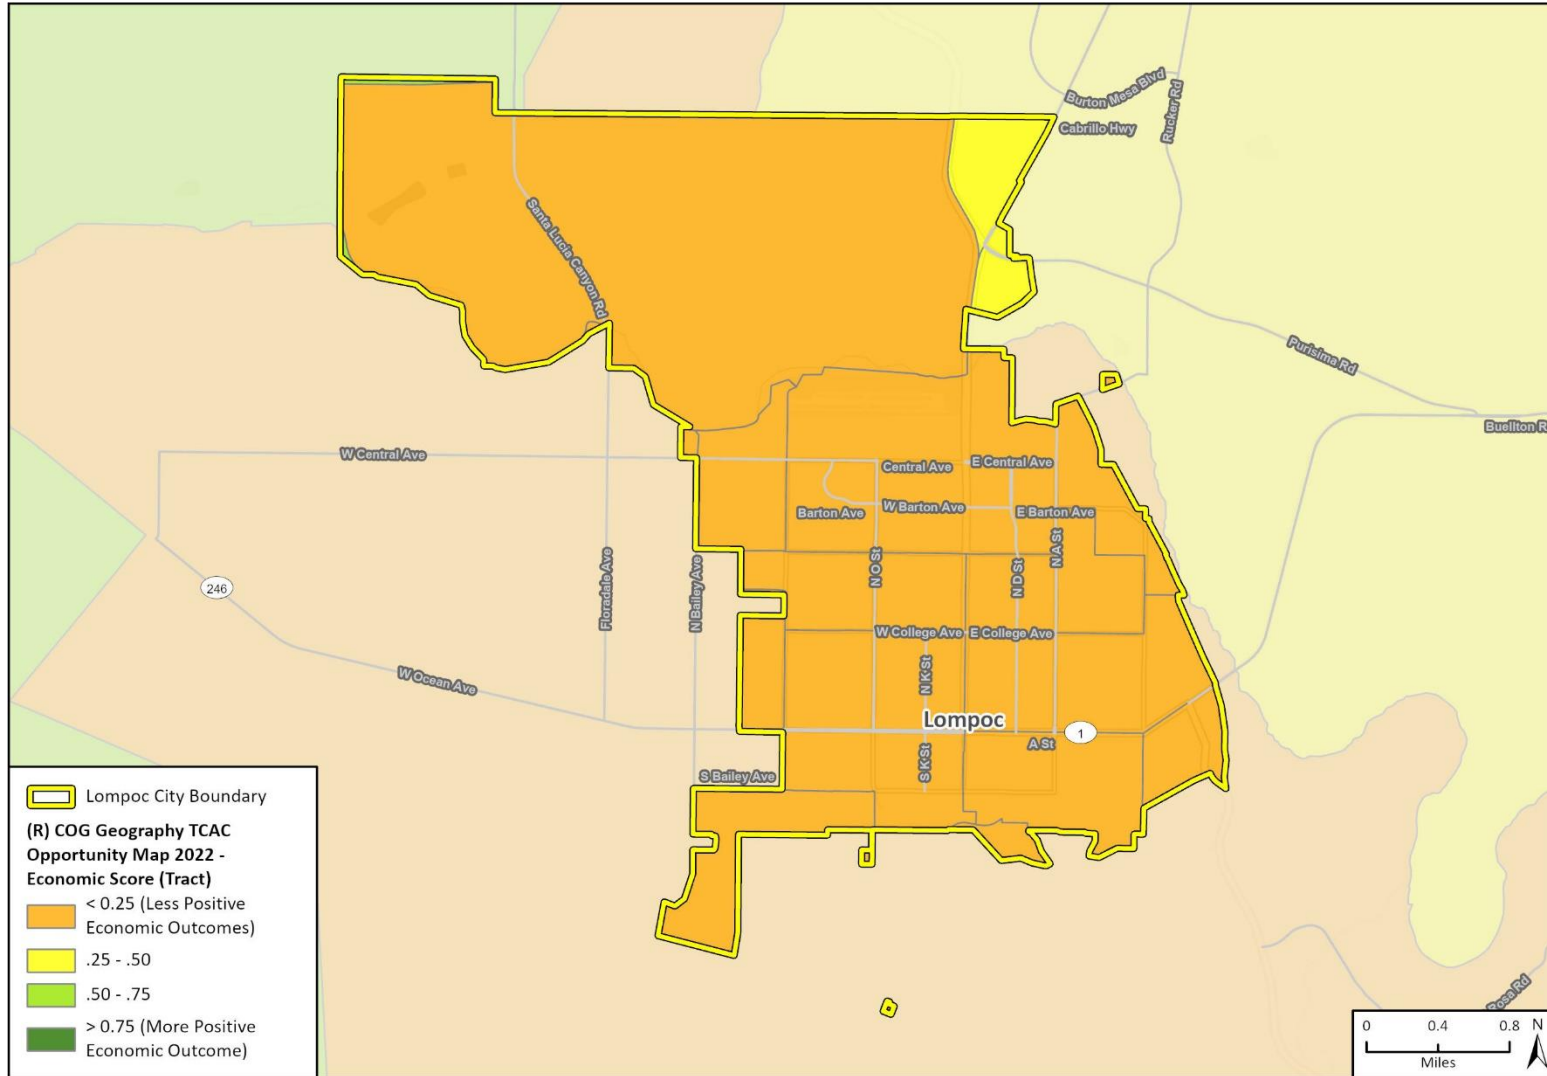 Burton Mesa Blvd
Rucker Rd
Cabrillo Hwy
Santa Lucia Canyon Rd
Purisima Rd
Buellton R
W Central Ave
Central Ave
E Central Ave
W Barton Ave
Barton Ave
E Barton Ave
N O St
N D St
N A St
246
Floradale Ave
N Bailey Ave
W College Ave
E College Ave
N K St
W Ocean Ave
Lompoc
1
A St
S K St
S Bailey Ave
Rosa Rd
Lompoc City Boundary
(R) COG Geography TCAC
Opportunity Map 2022 -
Economic Score (Tract)
< 0.25 (Less Positive
Economic Outcomes)
.25 - .50
.50 - .75
> 0.75 (More Positive
Economic Outcome)
0 0.4 0.8
Miles
N